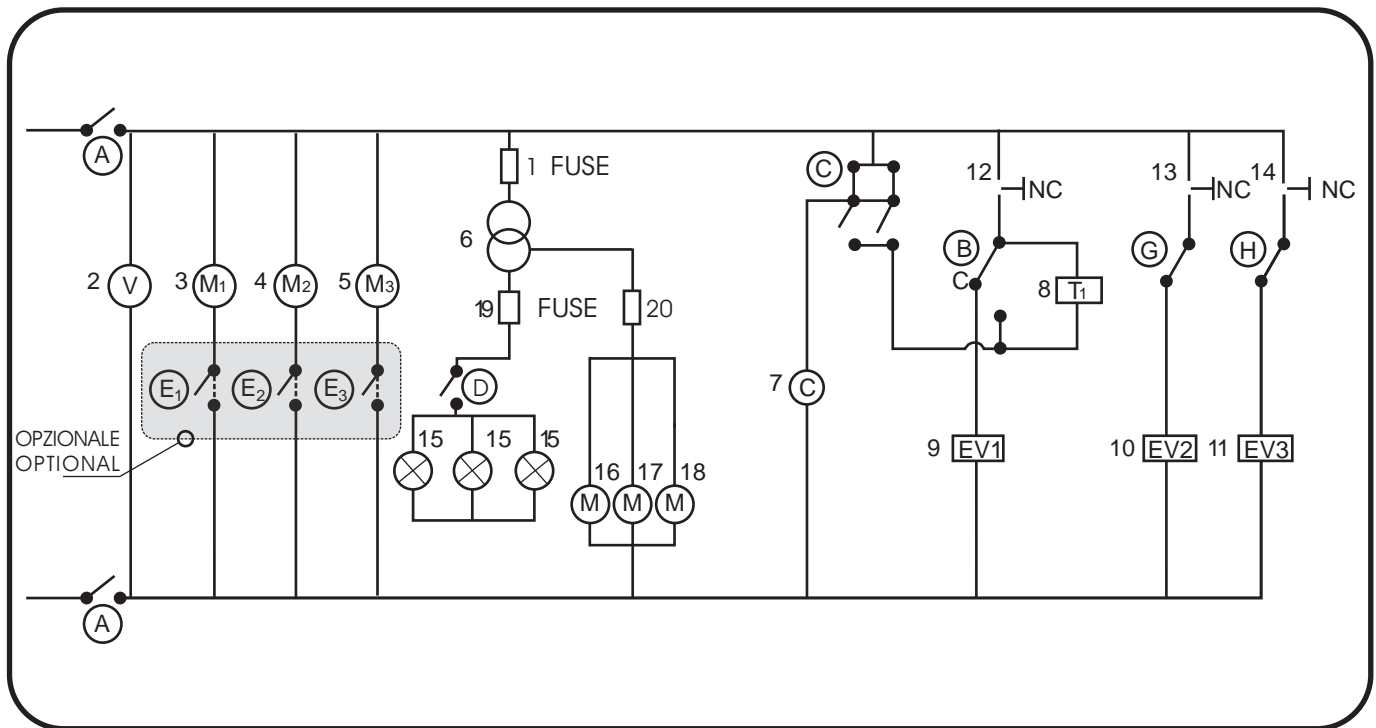 A
1 FUSE
C
12
NC
13
NC
14
NC
6
B
C
G
H
2 V
3 M1
4 M2
5 M3
19 FUSE
20
8 T1
E1
E2
E3
D
7 C
OPZIONALE
OPTIONAL
15
15
15
16
17
18
M
M
M
9 EV1
10 EV2
11 EV3
A